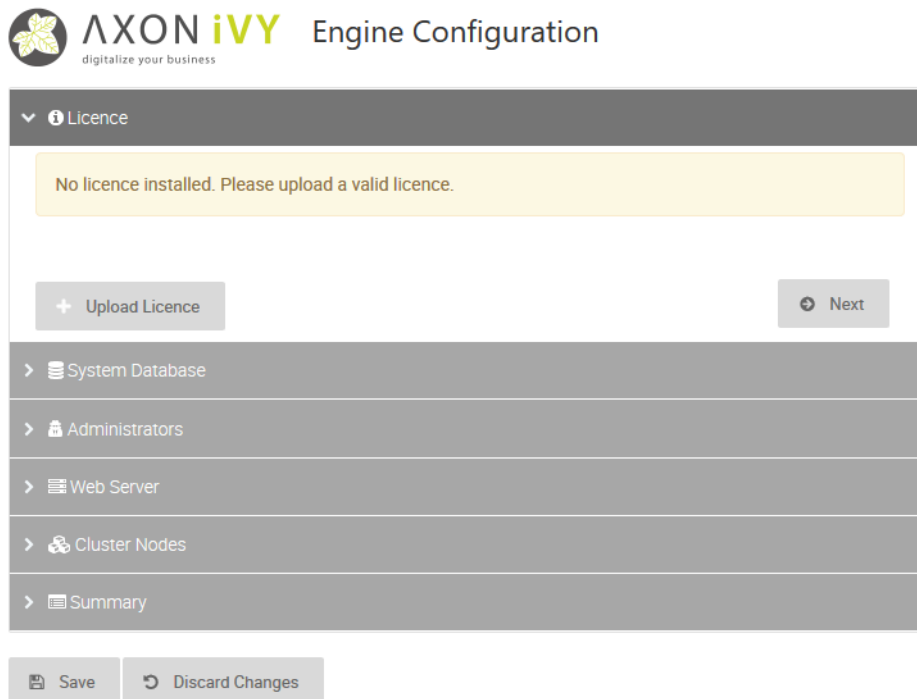 AXON iVY Engine Configuration
digitalize your business
Licence
No licence installed. Please upload a valid licence.
Upload Licence
Next
System Database
Administrators
Web Server
Cluster Nodes
Summary
Save Discard Changes